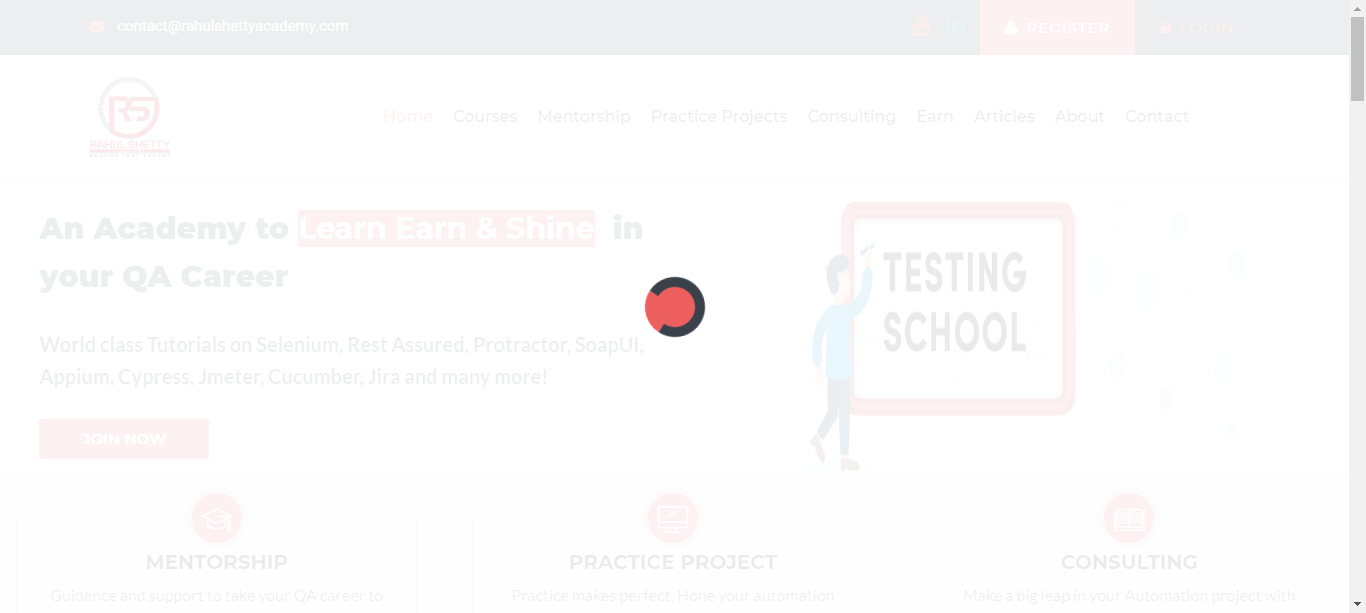 contact@rahulshettyacademy.com
REGISTER
LOGIN
RS
RAHUL SHETTY
Home Courses Mentorship Practice Projects Consulting Earn Articles About Contact
An Academy to Learn Earn & Shine in
your QA Career
World class Tutorials on Selenium, Rest Assured, Protractor, SoapUI,
Appium, Cypress, Jmeter, Cucumber, Jira and many more!
JOIN NOW
TESTING
SCHOOL
MENTORSHIP
Guidance and support to take your QA career to
PRACTICE PROJECT
Practice makes perfect. Hone your automation
CONSULTING
Make a big leap in your Automation project with